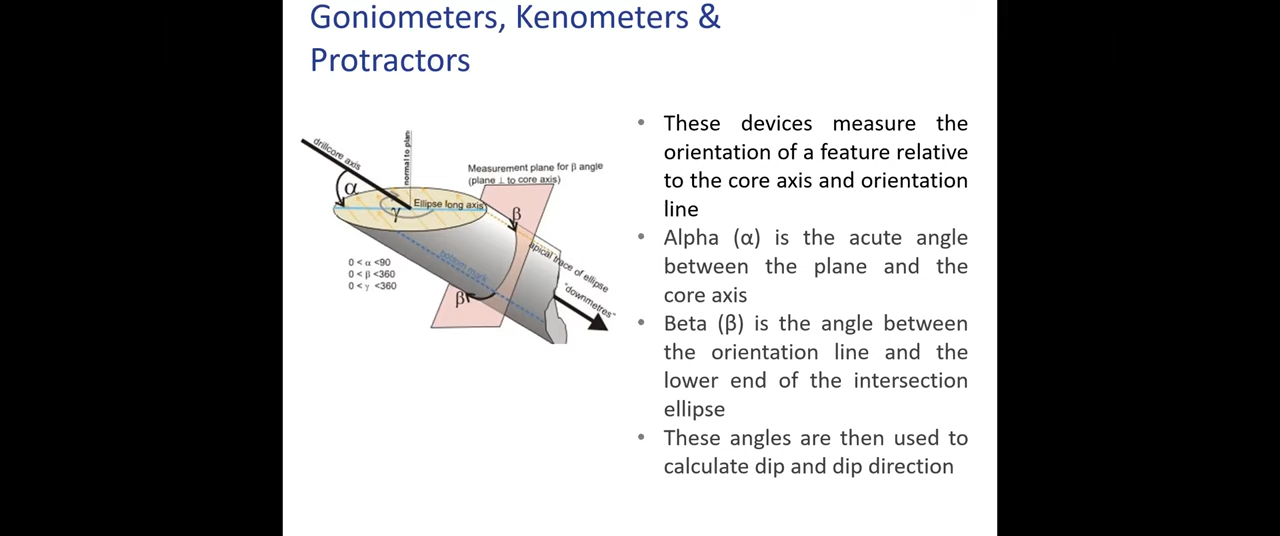 Goniometers, Kenometers &
Protractors
drillcore axis
normal to plane
Measurement plane for β angle
(plane ⊥ to core axis)
α
γ
Ellipse long axis
β
apical trace of ellipse
bottom mark
"downmetres"
β
0 < α <90
0 < β <360
0 < γ <360
• These devices measure the
orientation of a feature relative
to the core axis and orientation
line
• Alpha (α) is the acute angle
between the plane and the
core axis
• Beta (β) is the angle between
the orientation line and the
lower end of the intersection
ellipse
• These angles are then used to
calculate dip and dip direction